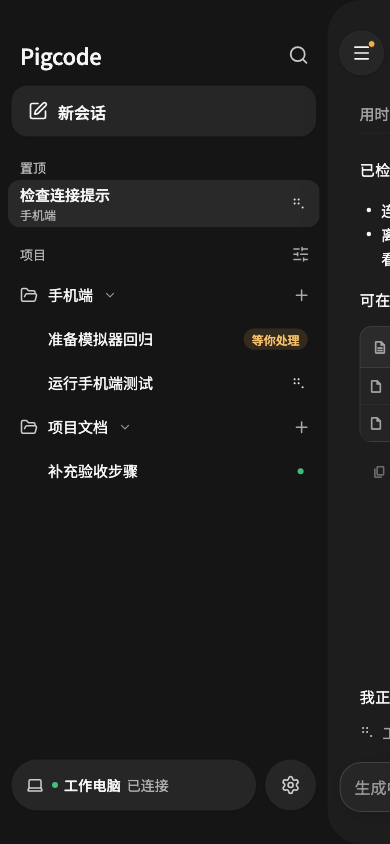 Pigcode
新会话
置顶
检查连接提示
手机端
项目
手机端
准备模拟器回归
等你处理
运行手机端测试
项目文档
补充验收步骤
工作电脑 已连接
用时
已检
可在
我正
生成